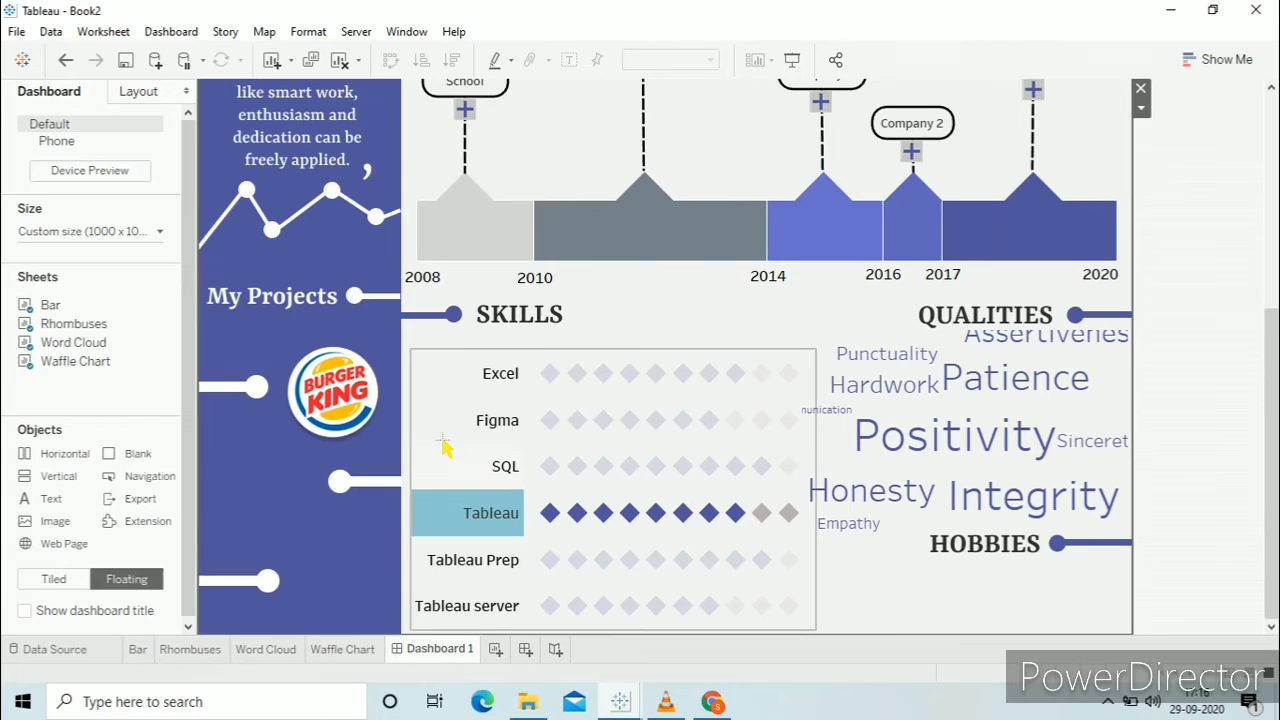 Tableau - Book2
File Data Worksheet Dashboard Story Map Format Server Window Help
Show Me
Dashboard Layout
Default
Phone
Device Preview
Size
Custom size (1000 x 10...
Sheets
Bar
Rhombuses
Word Cloud
Waffle Chart
Objects
Horizontal Blank
Vertical Navigation
Text Export
Image Extension
Web Page
Tiled Floating
Show dashboard title
like smart work,
enthusiasm and
dedication can be
freely applied.
,
My Projects
BURGER
KING
School
Company 2
2008 2010 2014 2016 2017 2020
SKILLS
Excel
Figma
SQL
Tableau
Tableau Prep
Tableau server
QUALITIES
Assertivenes
Punctuality
Hardwork Patience
munication
Positivity Sinceret
Honesty Integrity
Empathy
HOBBIES
Data Source Bar Rhombuses Word Cloud Waffle Chart Dashboard 1
PowerDirector
Type here to search
17:16
29-09-2020